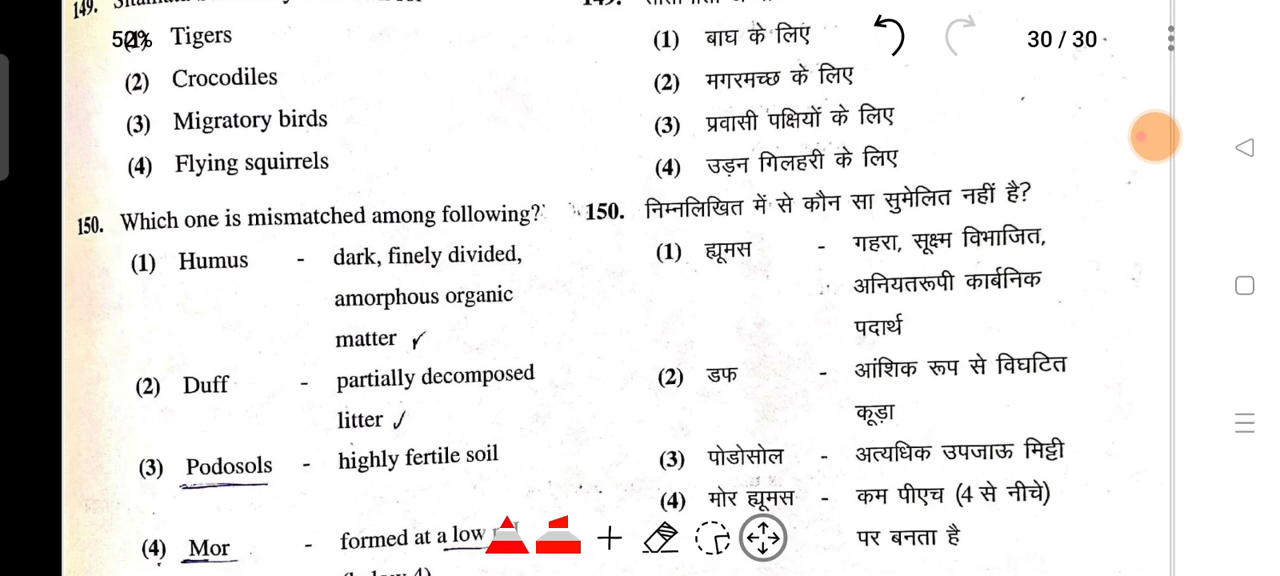 149.
50%
Tigers
(2) Crocodiles
(3) Migratory birds
(4) Flying squirrels
150. Which one is mismatched among following?
(1) Humus - dark, finely divided,
amorphous organic
matter
(2) Duff - partially decomposed
litter
(3) Podosols - highly fertile soil
(4) Mor - formed at a low
(1) बाघ के लिए
(2) मगरमच्छ के लिए
(3) प्रवासी पक्षियों के लिए
(4) उड़न गिलहरी के लिए
150. निम्नलिखित में से कौन सा सुमेलित नहीं है?
(1) ह्यूमस - गहरा, सूक्ष्म विभाजित,
अनियतरूपी कार्बनिक
पदार्थ
(2) डफ - आंशिक रूप से विघटित
कूड़ा
(3) पोडोसोल - अत्यधिक उपजाऊ मिट्टी
(4) मोर ह्यूमस - कम पीएच (4 से नीचे)
पर बनता है
30 / 30